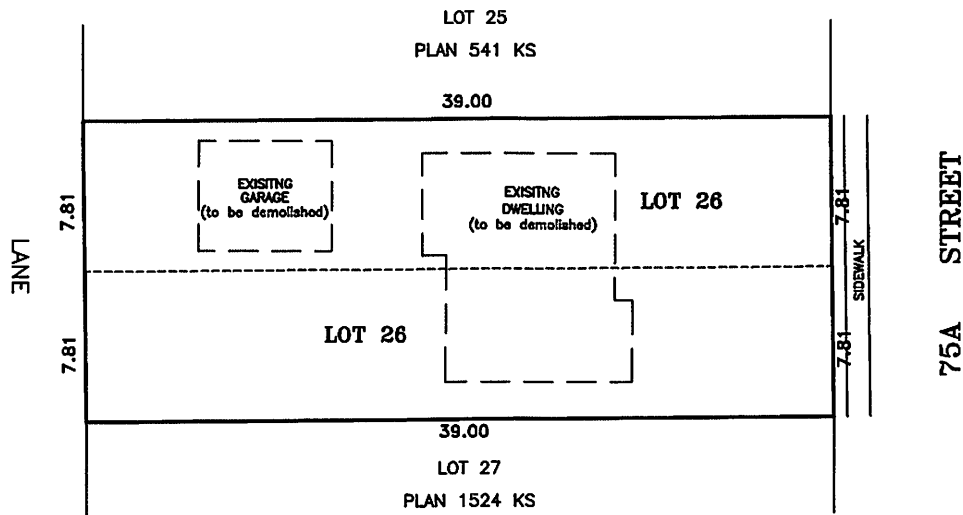 LOT 25
PLAN 541 KS
39.00
EXISITNG
GARAGE
(to be demolished)
EXISITNG
DWELLING
(to be demolished)
LOT 26
7.81
7.81
LANE
SIDEWALK
75A STREET
LOT 26
7.81
7.81
39.00
LOT 27
PLAN 1524 KS